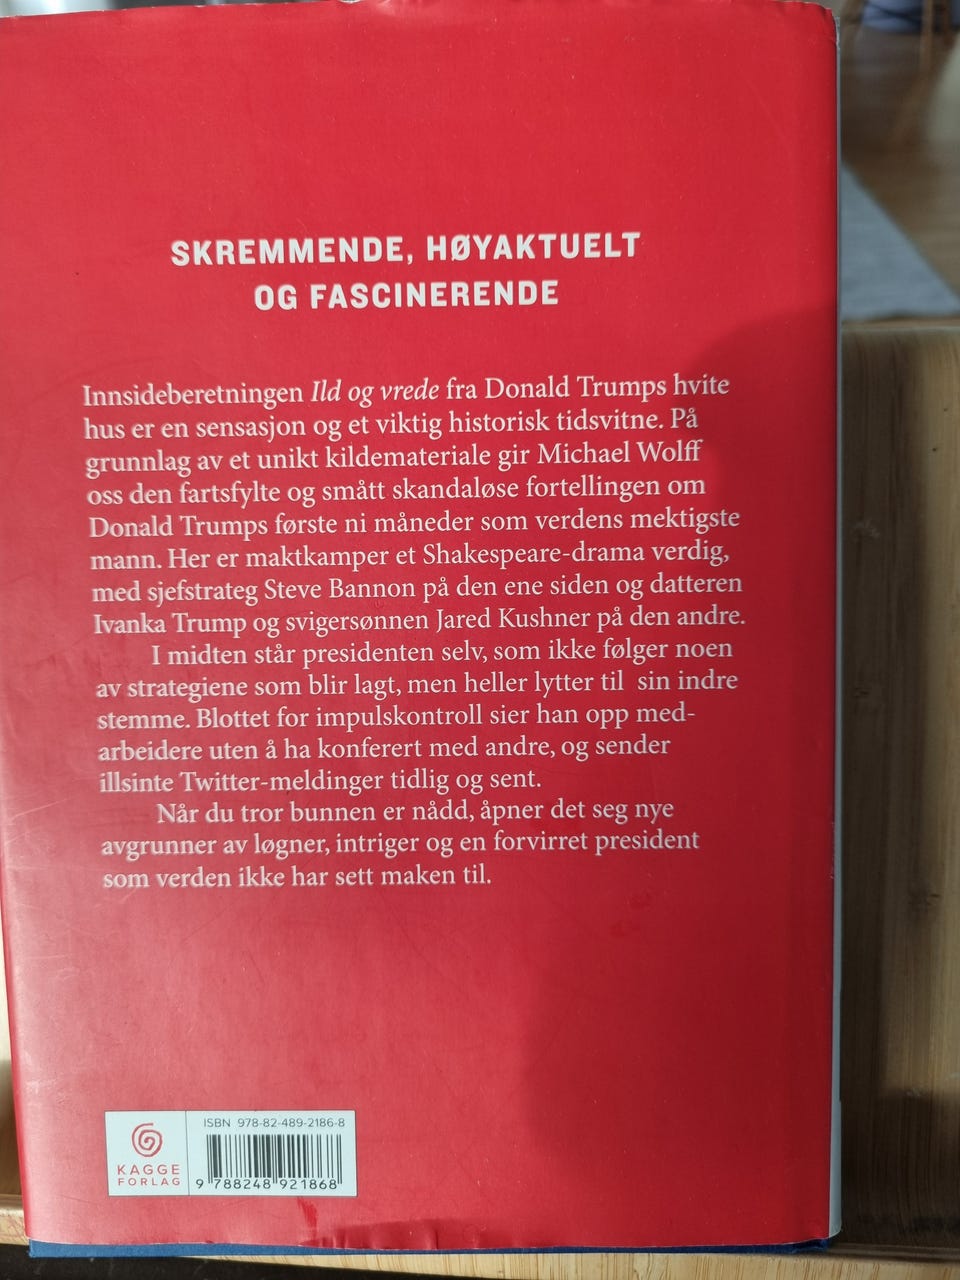 SKREMMENDE, HØYAKTUELT
OG FASCINERENDE
Innsideberetningen Ild og vrede fra Donald Trumps hvite
hus er en sensasjon og et viktig historisk tidsvitne. På
grunnlag av et unikt kildemateriale gir Michael Wolff
oss den fartsfylte og smått skandaløse fortellingen om
Donald Trumps første ni måneder som verdens mektigste
mann. Her er maktkamper et Shakespeare-drama verdig,
med sjefstrateg Steve Bannon på den ene siden og datteren
Ivanka Trump og svigersønnen Jared Kushner på den andre.
I midten står presidenten selv, som ikke følger noen
av strategiene som blir lagt, men heller lytter til sin indre
stemme. Blottet for impulskontroll sier han opp med-
arbeidere uten å ha konferert med andre, og sender
illsinte Twitter-meldinger tidlig og sent.
Når du tror bunnen er nådd, åpner det seg nye
avgrunner av løgner, intriger og en forvirret president
som verden ikke har sett maken til.
ISBN 978-82-489-2186-8
KAGGE
FORLAG
9 788248 921868